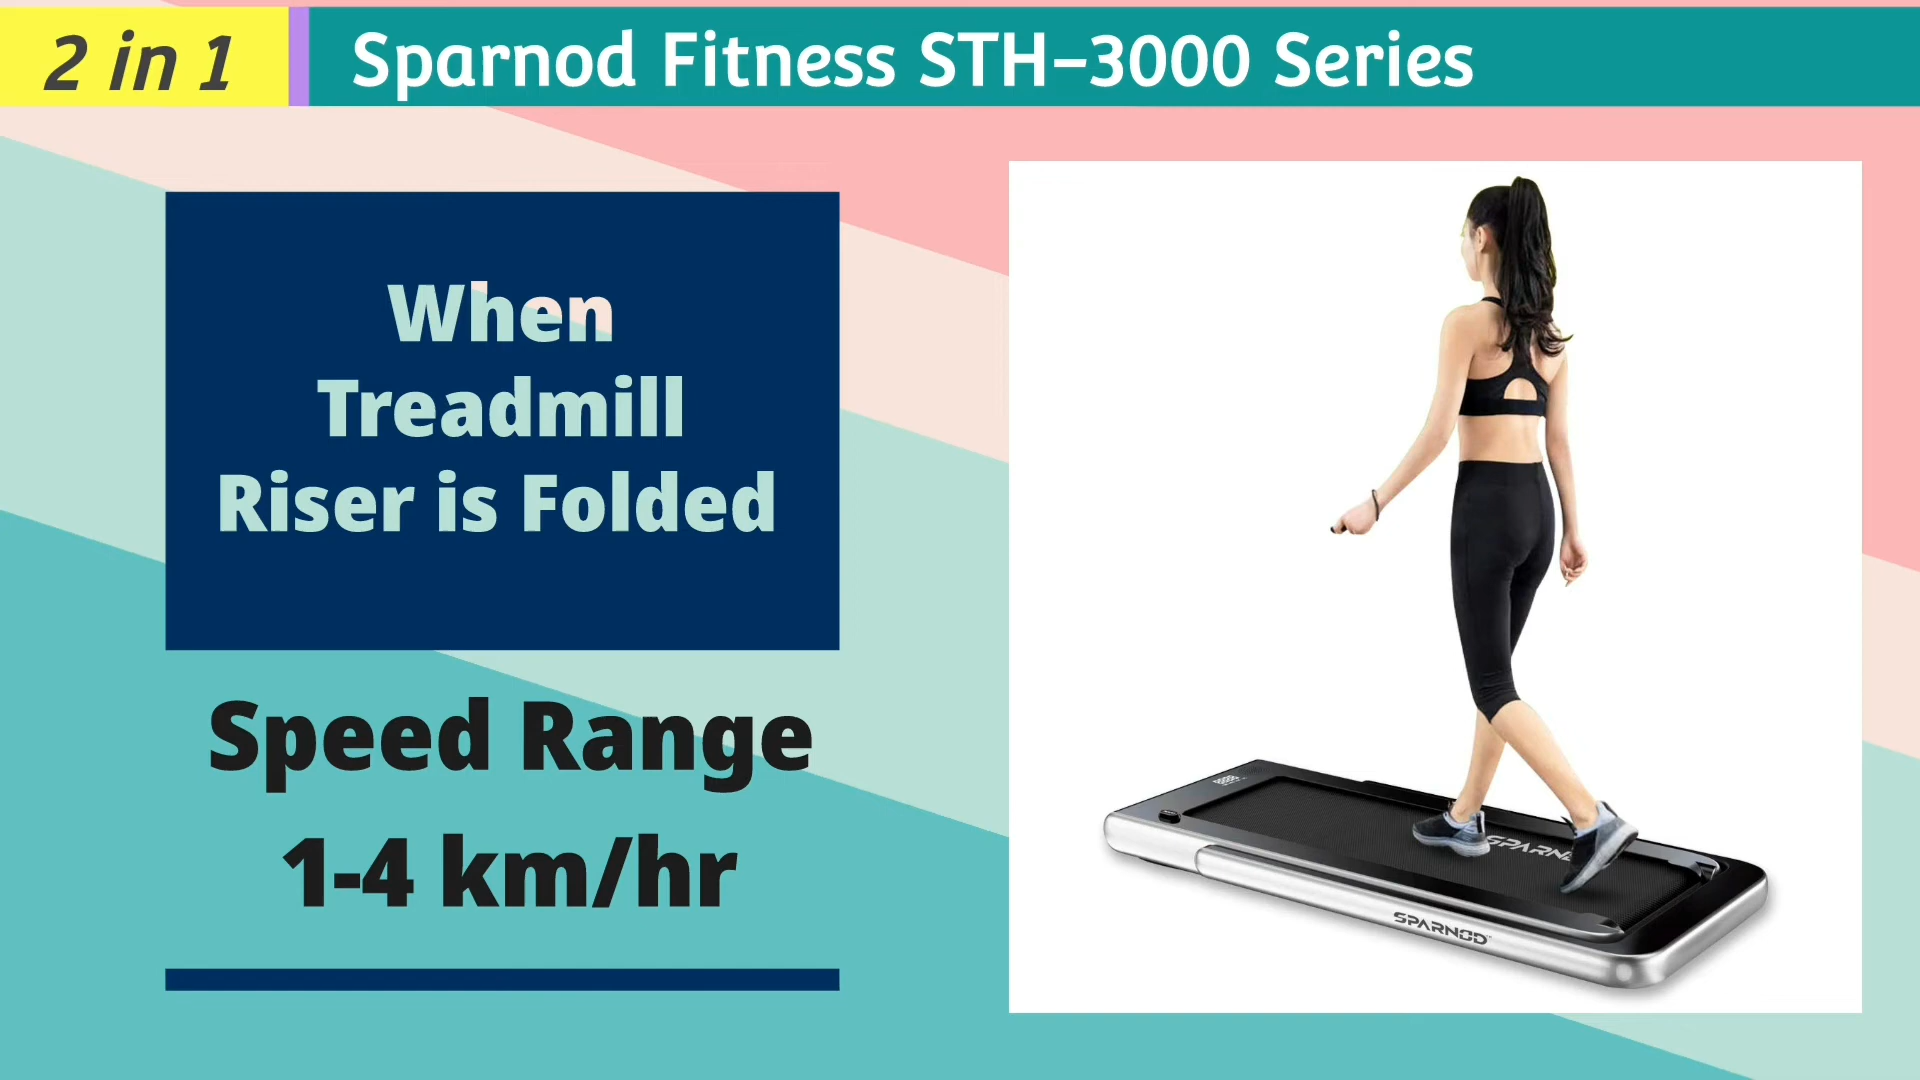 2 in 1
Sparnod Fitness STH-3000 Series
When
Treadmill
Riser is Folded
Speed Range
1-4 km/hr
SPARNOD